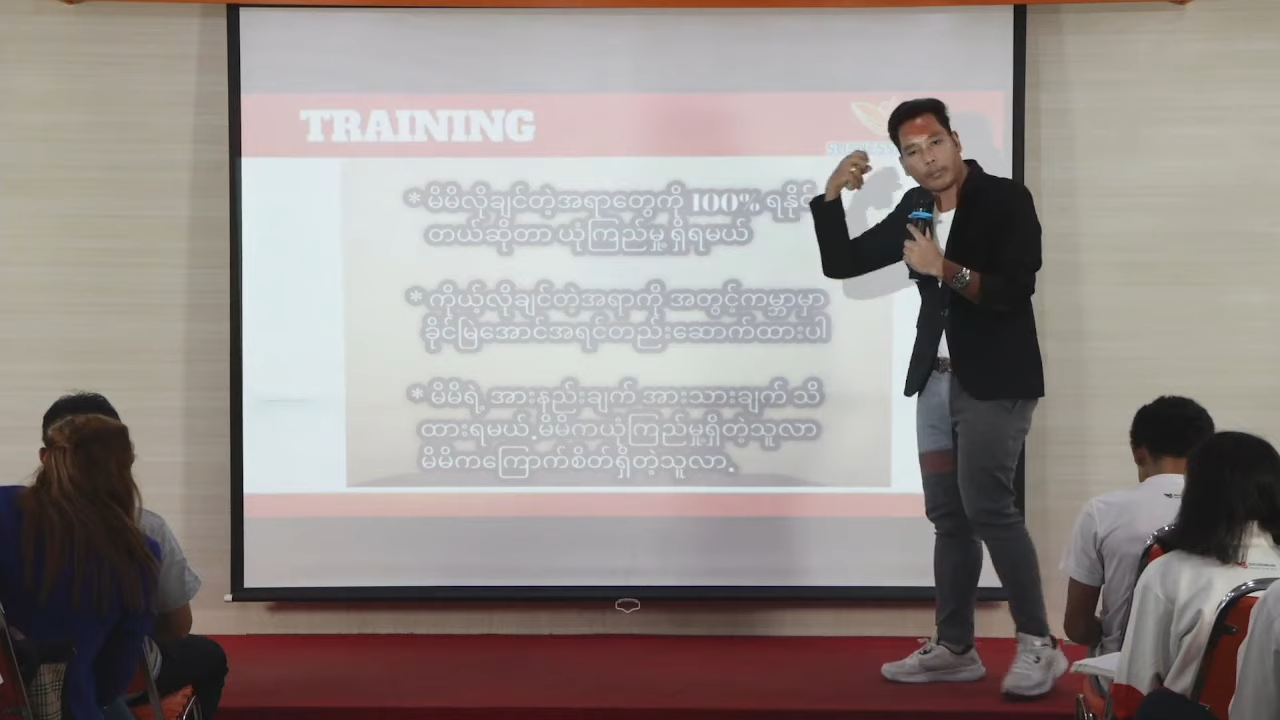 TRAINING
* မိမိလိုချင်တဲ့အရာတွေကို 100% ရနိုင်
တယ်ဆိုတာ ယုံကြည်မှု့ ရှိရမယ်
* ကိုယ်လိုချင်တဲအရာကို အတွင့်ကမ္ဘာမှာ
ခိုင်မြဲအောင်အရင်တည်းဆောက်ထားပါ
* မိမိရဲ့ အားနည်းချက် အားသားချက် သိ
ထားရမယ်.မိမိကယုံကြည်မှု့ရှိတဲ့သူလာ
မိမိကကြောက်စိတ်ရှိတဲ့သူလာ.